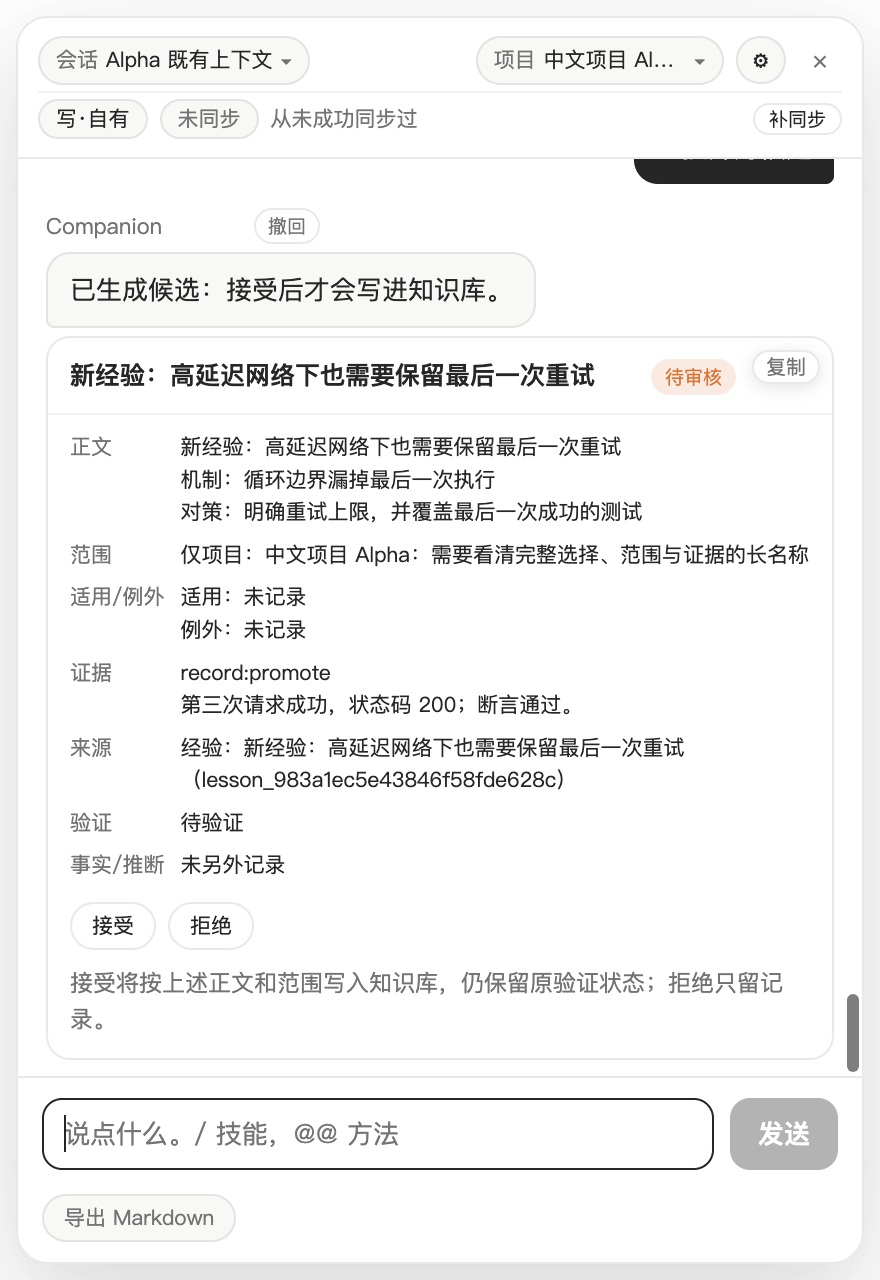 会话 Alpha 既有上下文
项目 中文项目 Al...
写·自有 未同步 从未成功同步过 补同步
Companion 撤回
已生成候选：接受后才会写进知识库。
新经验：高延迟网络下也需要保留最后一次重试 待审核 复制
正文 新经验：高延迟网络下也需要保留最后一次重试
机制：循环边界漏掉最后一次执行
对策：明确重试上限，并覆盖最后一次成功的测试
范围 仅项目：中文项目 Alpha：需要看清完整选择、范围与证据的长名称
适用/例外 适用：未记录
例外：未记录
证据 record:promote
第三次请求成功，状态码 200；断言通过。
来源 经验：新经验：高延迟网络下也需要保留最后一次重试
（lesson_983a1ec5e43846f58fde628c）
验证 待验证
事实/推断 未另外记录
接受 拒绝
接受将按上述正文和范围写入知识库，仍保留原验证状态；拒绝只留记
录。
说点什么。/ 技能，@@ 方法 发送
导出 Markdown